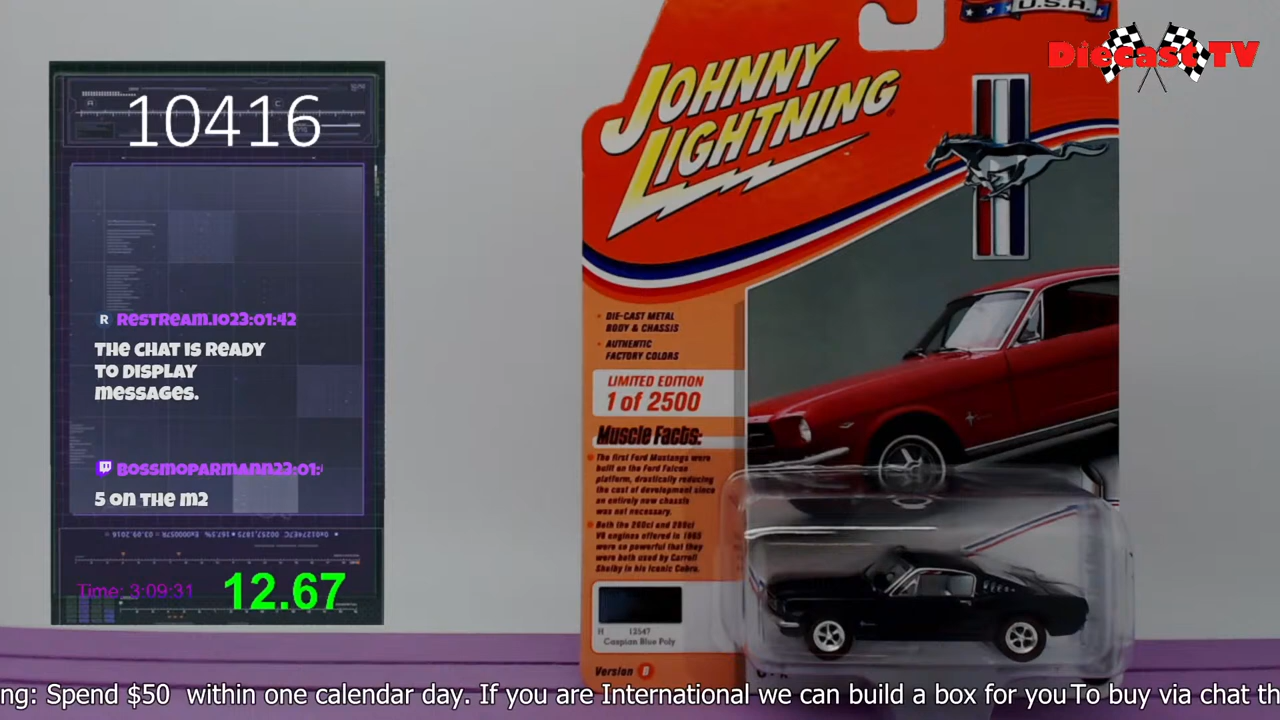 10416
Restream.io23:01:42
The chat is ready
to display
messages.
BossMoparMann23:01:
5 on the m2
Time: 3:09:31
12.67
U.S.A.
Diecast TV
JOHNNY
LIGHTNING
DIE-CAST METAL
BODY & CHASSIS
AUTHENTIC
FACTORY COLORS
LIMITED EDITION
1 of 2500
Muscle Facts:
The first Ford Mustangs were
built on the Ford Falcon
platform, drastically reducing
the cost of development since
an entirely new chassis
was not necessary.
Both the 260ci and 289ci
V8 engines offered in 1965
were so powerful that they
were both used by Carroll
Shelby in his iconic Cobra.
H 12547
Caspian Blue Poly
Version B
ng: Spend $50 within one calendar day. If you are International we can build a box for you To buy via chat th